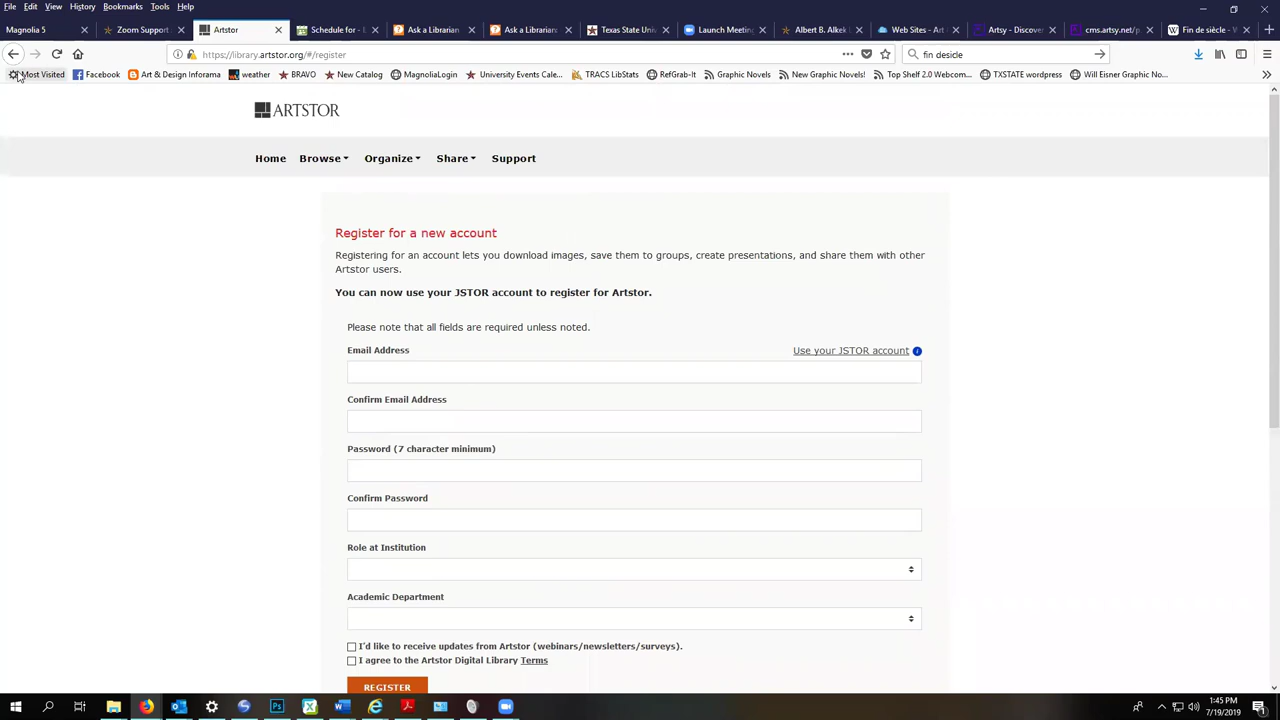 File Edit View History Bookmarks Tools Help
Magnolia 5 × Zoom Support × Artstor × Schedule for - L × Ask a Librarian × Ask a Librarian × Texas State Univ × Launch Meeting × Albert B. Alkek L × Web Sites - Art × Artsy - Discover × cms.artsy.net/p × Fin de siècle - W ×
https://library.artstor.org/#/register
fin desicle
Most Visited Facebook Art & Design Inforama weather BRAVO New Catalog MagnoliaLogin University Events Cale... TRACS LibStats RefGrab-It New Graphic Novels! New Graphic Novels! Top Shelf 2.0 Webcom... TXSTATE wordpress Will Eisner Graphic No...
ARTSTOR
Home Browse Organize Share Support
Register for a new account
Registering for an account lets you download images, save them to groups, create presentations, and share them with other
Artstor users.
You can now use your JSTOR account to register for Artstor.
Please note that all fields are required unless noted.
Email Address Use your JSTOR account i
Confirm Email Address
Password (7 character minimum)
Confirm Password
Role at Institution
Academic Department
I'd like to receive updates from Artstor (webinars/newsletters/surveys).
I agree to the Artstor Digital Library Terms
REGISTER
1:45 PM
7/19/2019